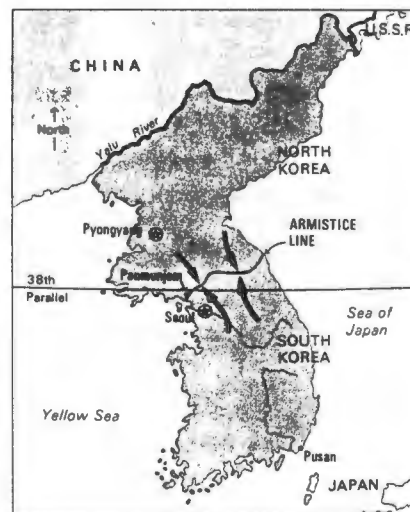 U.S.S.R.
CHINA
North
Yalu River
NORTH
KOREA
Pyongyang
ARMISTICE
LINE
Panmunjom
38th
Parallel
Seoul
Sea of
Japan
SOUTH
KOREA
Yellow Sea
Pusan
JAPAN